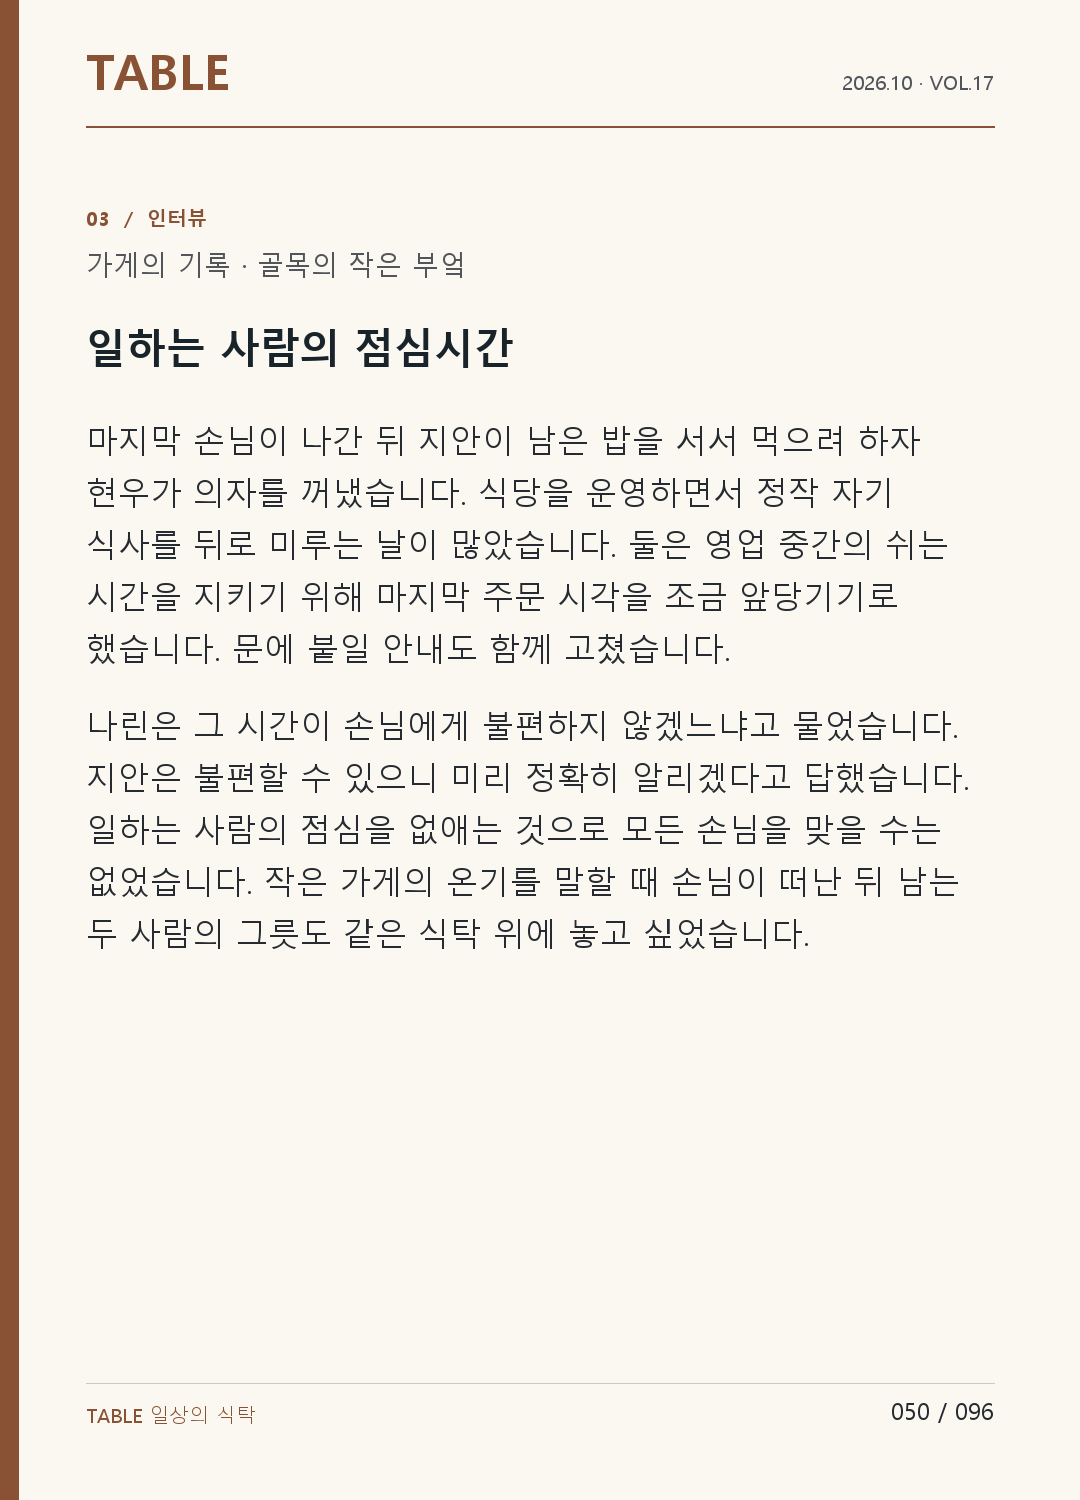 TABLE
2026.10 · VOL.17
03 / 인터뷰
가게의 기록 · 골목의 작은 부엌
일하는 사람의 점심시간
마지막 손님이 나간 뒤 지안이 남은 밥을 서서 먹으려 하자
현우가 의자를 꺼냈습니다. 식당을 운영하면서 정작 자기
식사를 뒤로 미루는 날이 많았습니다. 둘은 영업 중간의 쉬는
시간을 지키기 위해 마지막 주문 시각을 조금 앞당기기로
했습니다. 문에 붙일 안내도 함께 고쳤습니다.
나린은 그 시간이 손님에게 불편하지 않겠느냐고 물었습니다.
지안은 불편할 수 있으니 미리 정확히 알리겠다고 답했습니다.
일하는 사람의 점심을 없애는 것으로 모든 손님을 맞을 수는
없었습니다. 작은 가게의 온기를 말할 때 손님이 떠난 뒤 남는
두 사람의 그릇도 같은 식탁 위에 놓고 싶었습니다.
TABLE 일상의 식탁
050 / 096